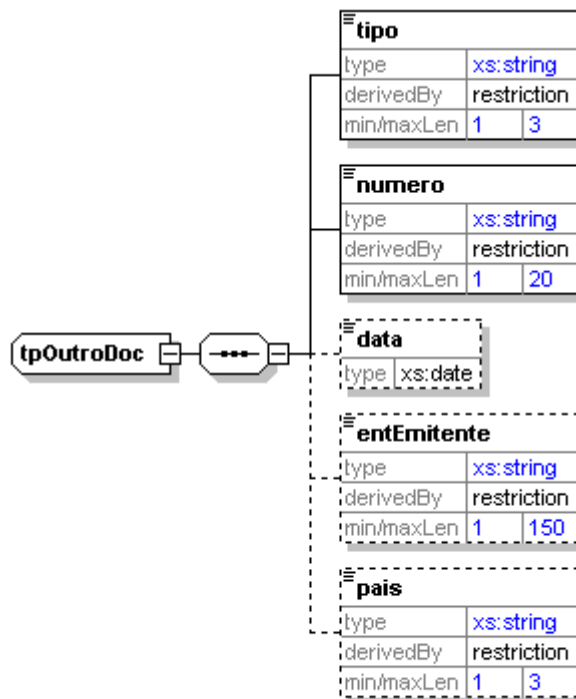 tipo
type xs:string
derivedBy restriction
min/maxLen 1 3
numero
type xs:string
derivedBy restriction
min/maxLen 1 20
tpOutroDoc
data
type xs:date
entEmitente
type xs:string
derivedBy restriction
min/maxLen 1 150
pais
type xs:string
derivedBy restriction
min/maxLen 1 3